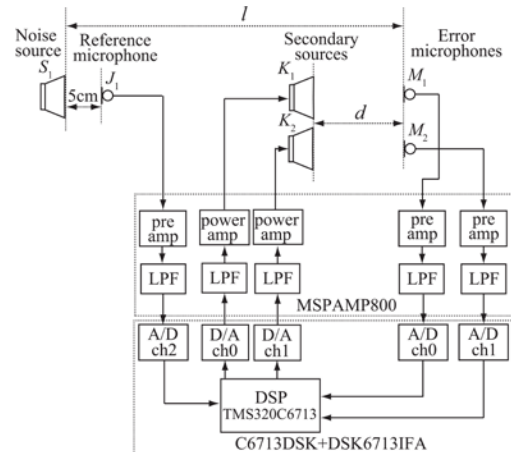 l
Noise
source
S1
Reference
microphone
J1
5cm
Secondary
sources
K1
K2
d
Error
microphones
M1
M2
pre
amp
power
amp
power
amp
pre
amp
pre
amp
LPF
LPF
LPF
LPF
LPF
MSPAMP800
A/D
ch2
D/A
ch0
D/A
ch1
A/D
ch0
A/D
ch1
DSP
TMS320C6713
C6713DSK+DSK6713IFA